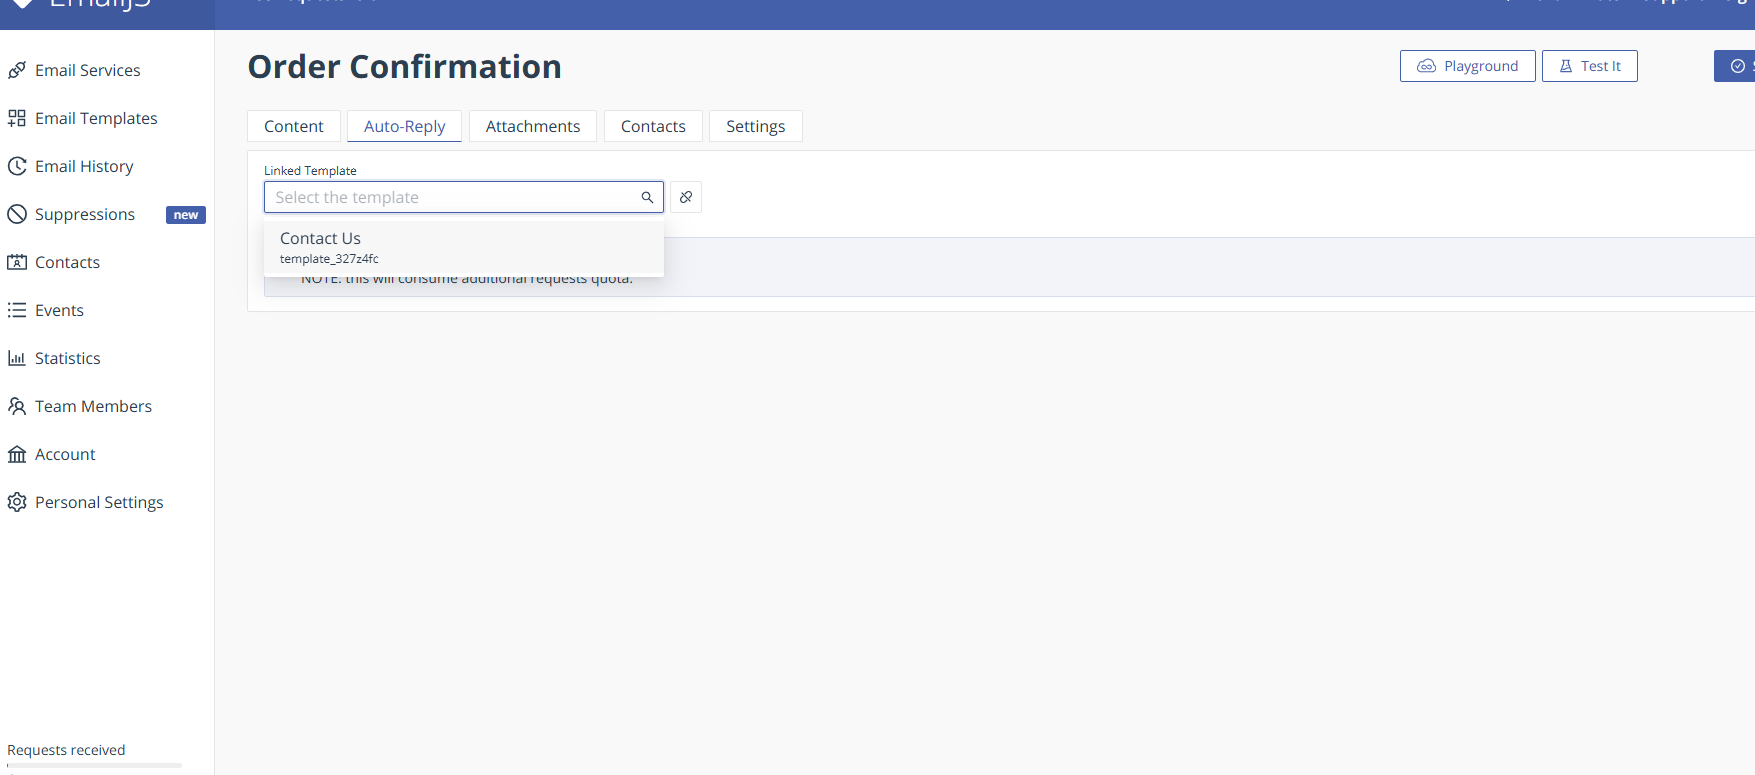 EmailJS
Order Confirmation
Playground
Test It
Email Services
Email Templates
Email History
Suppressions
new
Contacts
Events
Statistics
Team Members
Account
Personal Settings
Content
Auto-Reply
Attachments
Contacts
Settings
Linked Template
Select the template
Contact Us
template_327z4fc
NOTE: this will consume additional requests quota.
Requests received